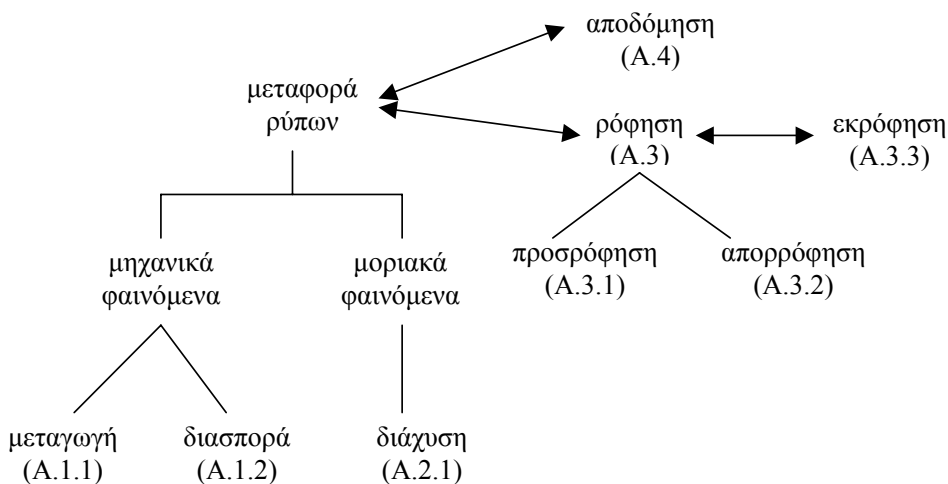 αποδόμηση
(Α.4)
μεταφορά
ρύπων
ρόφηση
(Α.3)
εκρόφηση
(Α.3.3)
μηχανικά
φαινόμενα
μοριακά
φαινόμενα
προσρόφηση
(Α.3.1)
απορρόφηση
(Α.3.2)
μεταγωγή
(Α.1.1)
διασπορά
(Α.1.2)
διάχυση
(Α.2.1)